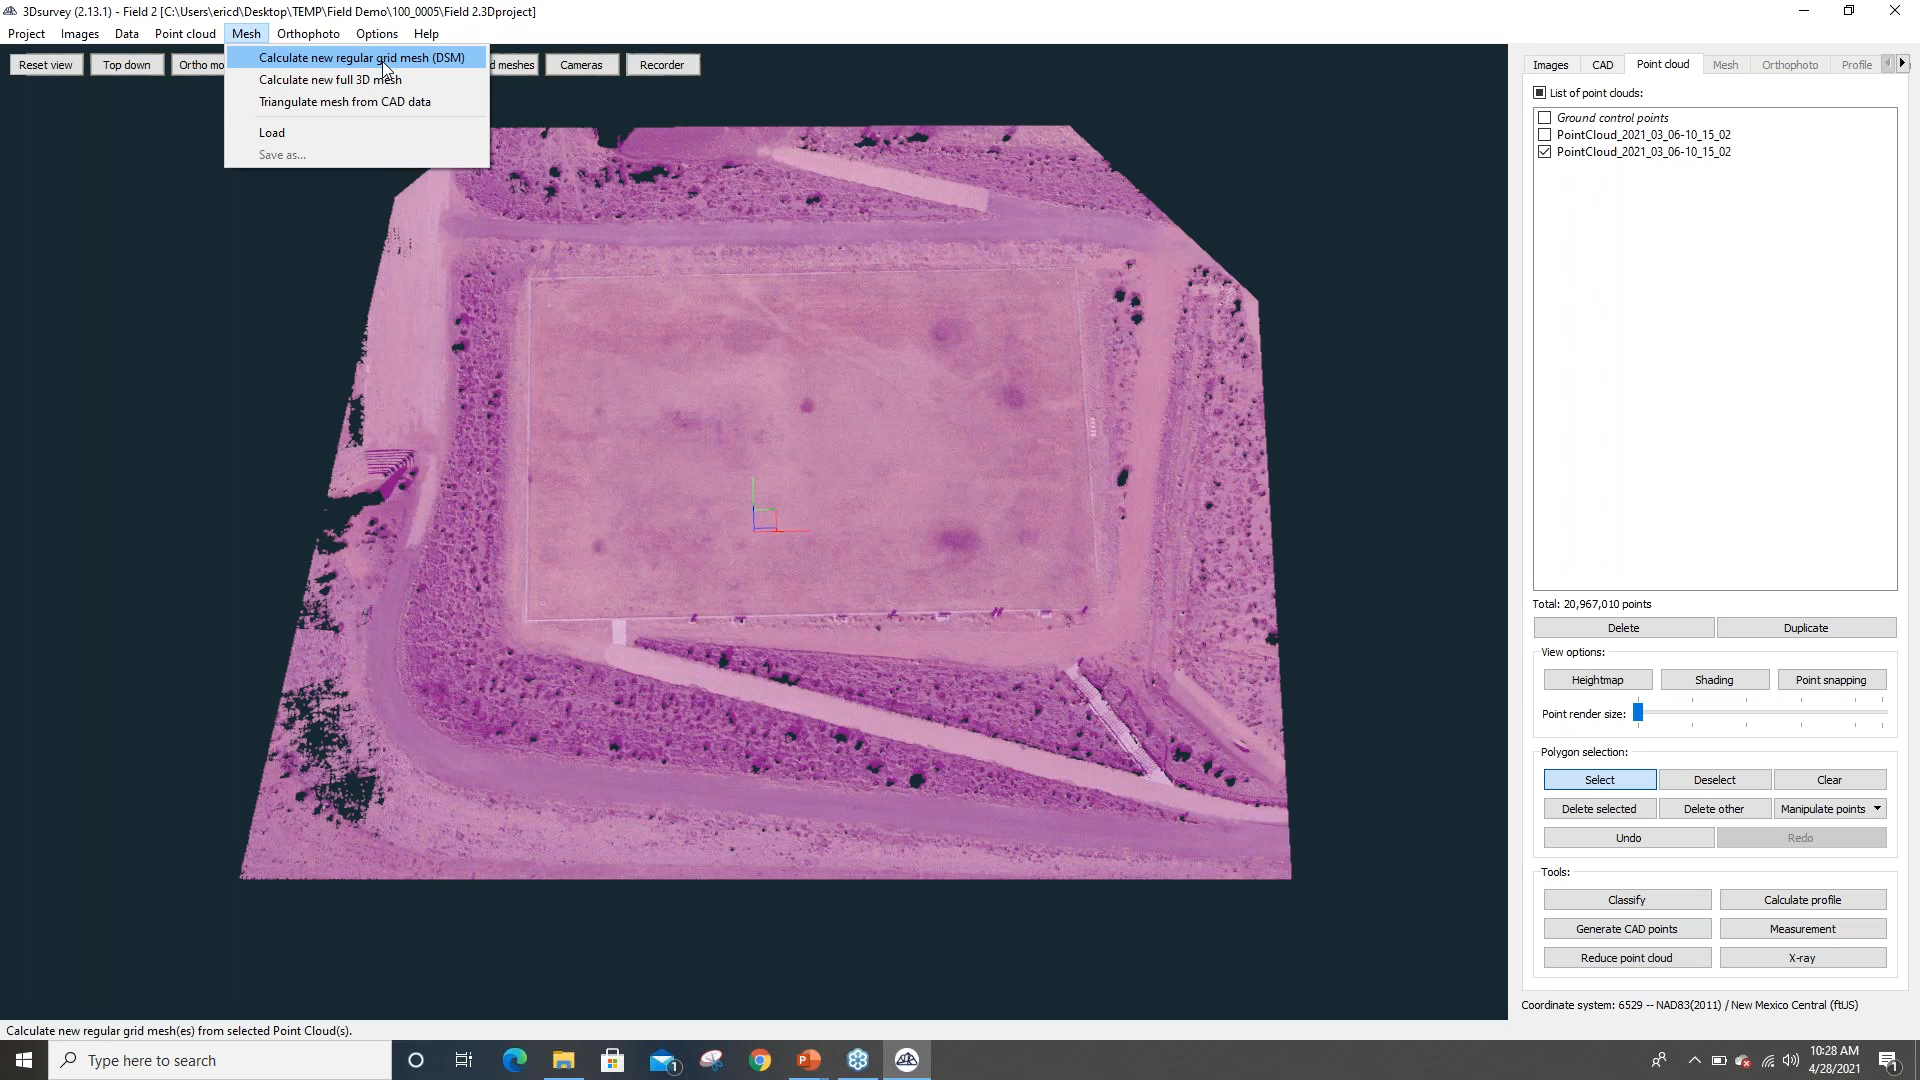 3Dsurvey (2.13.1) - Field 2 [C:\Users\ericd\Desktop\TEMP\Field Demo\100_0005\Field 2.3Dproject]
Project Images Data Point cloud Mesh Orthophoto Options Help
Reset view Top down Ortho mo d meshes Cameras Recorder
Calculate new regular grid mesh (DSM)
Calculate new full 3D mesh
Triangulate mesh from CAD data
Load
Save as...
Images CAD Point cloud Mesh Orthophoto Profile
List of point clouds:
Ground control points
PointCloud_2021_03_06-10_15_02
PointCloud_2021_03_06-10_15_02
Total: 20,967,010 points
Delete Duplicate
View options:
Heightmap Shading Point snapping
Point render size:
Polygon selection:
Select Deselect Clear
Delete selected Delete other Manipulate points
Undo Redo
Tools:
Classify Calculate profile
Generate CAD points Measurement
Reduce point cloud X-ray
Coordinate system: 6529 -- NAD83(2011) / New Mexico Central (ftUS)
Calculate new regular grid mesh(es) from selected Point Cloud(s).
Type here to search
1
P
10:28 AM
4/28/2021
1